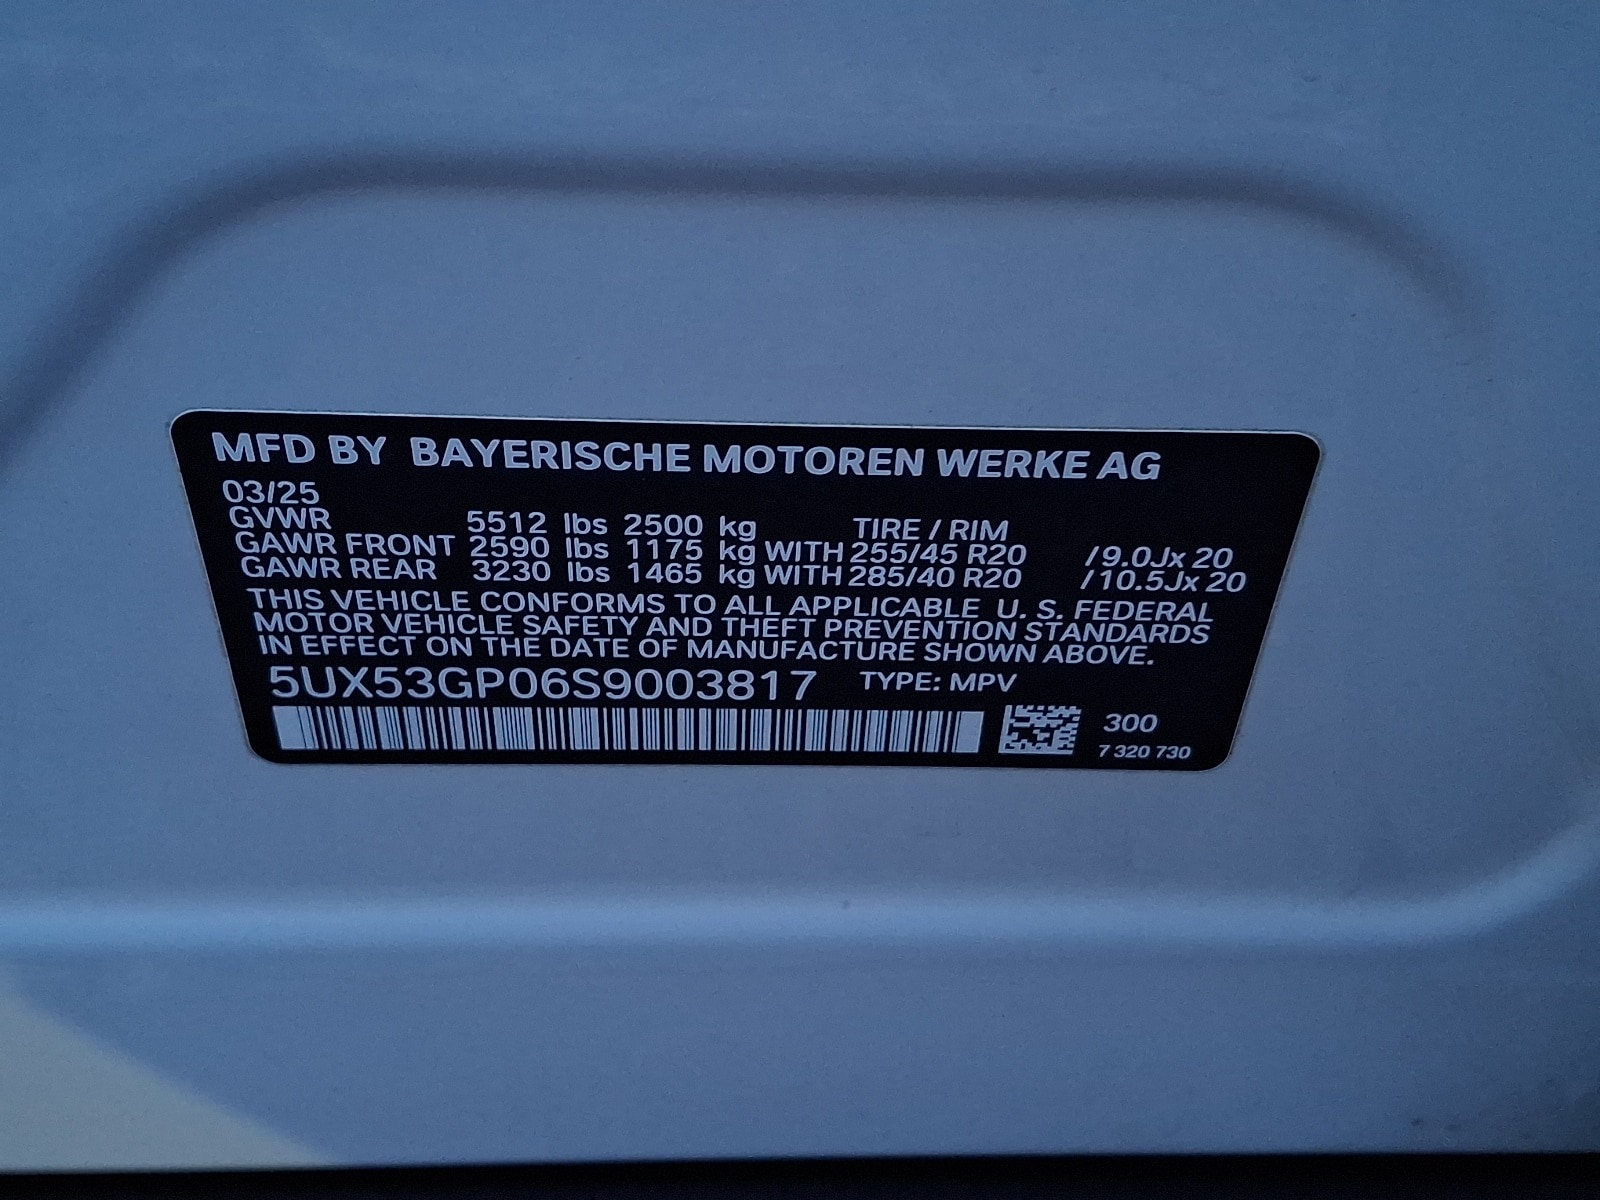 MFD BY BAYERISCHE MOTOREN WERKE AG
03/25
GVWR 5512 lbs 2500 kg TIRE / RIM
GAWR FRONT 2590 lbs 1175 kg WITH 255/45 R20 /9.0Jx 20
GAWR REAR 3230 lbs 1465 kg WITH 285/40 R20 /10.5Jx 20
THIS VEHICLE CONFORMS TO ALL APPLICABLE U. S. FEDERAL
MOTOR VEHICLE SAFETY AND THEFT PREVENTION STANDARDS
IN EFFECT ON THE DATE OF MANUFACTURE SHOWN ABOVE.
5UX53GP06S9003817 TYPE: MPV
300
7 320 730